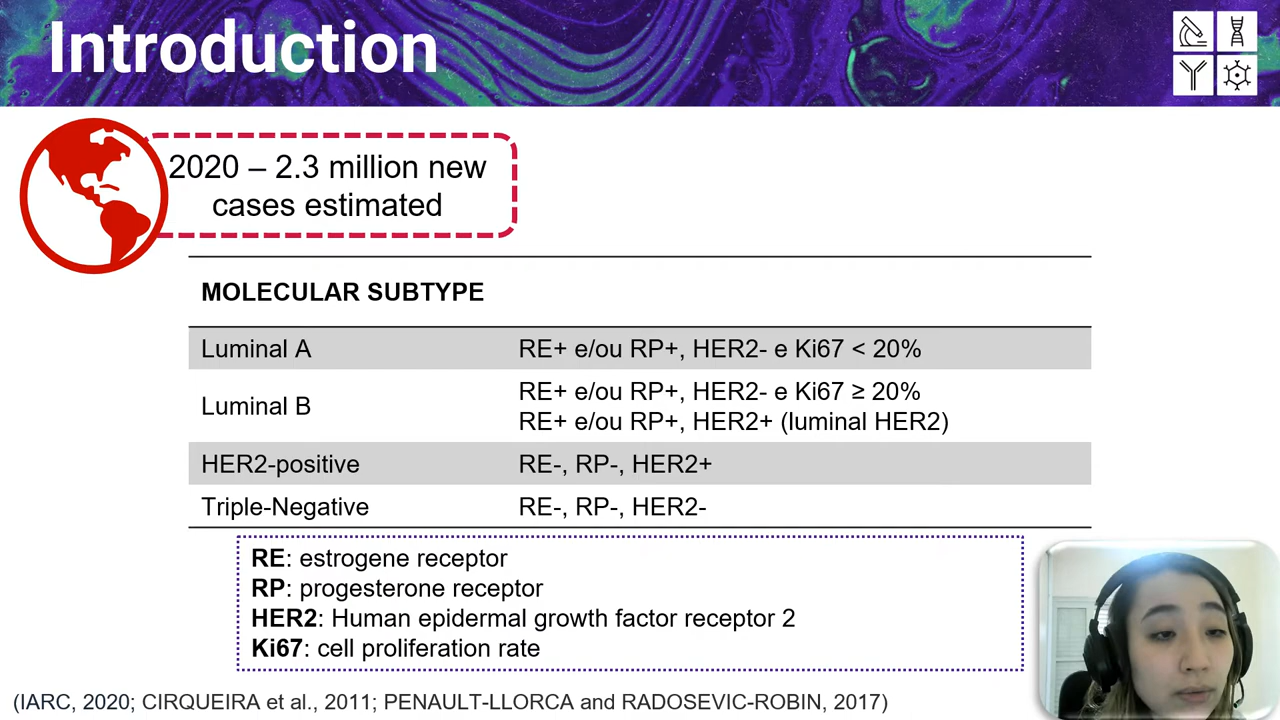 Introduction
2020 – 2.3 million new
cases estimated
MOLECULAR SUBTYPE
Luminal A RE+ e/ou RP+, HER2- e Ki67 < 20%
Luminal B RE+ e/ou RP+, HER2- e Ki67 ≥ 20%
RE+ e/ou RP+, HER2+ (luminal HER2)
HER2-positive RE-, RP-, HER2+
Triple-Negative RE-, RP-, HER2-
RE: estrogene receptor
RP: progesterone receptor
HER2: Human epidermal growth factor receptor 2
Ki67: cell proliferation rate
(IARC, 2020; CIRQUEIRA et al., 2011; PENAULT-LLORCA and RADOSEVIC-ROBIN, 2017)